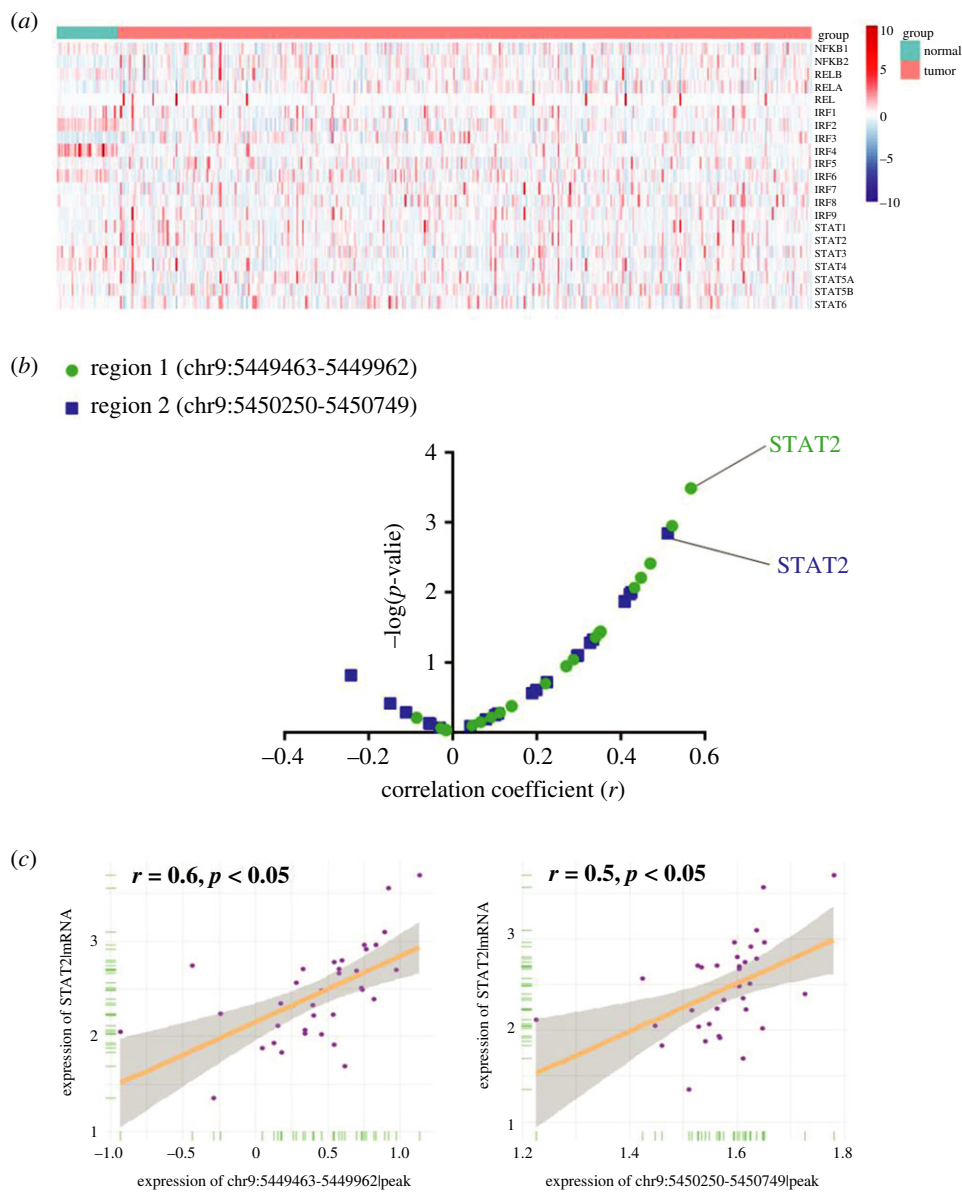 (a)
group
NFKB1
NFKB2
RELB
RELA
REL
IRF1
IRF2
IRF3
IRF4
IRF5
IRF6
IRF7
IRF8
IRF9
STAT1
STAT2
STAT3
STAT4
STAT5A
STAT5B
STAT6
10
5
0
−5
−10
group
normal
tumor
(b)
region 1 (chr9:5449463-5449962)
region 2 (chr9:5450250-5450749)
4
3
2
1
−log(p-valie)
STAT2
STAT2
−0.4 −0.2 0 0.2 0.4 0.6
correlation coefficient (r)
(c)
r = 0.6, p < 0.05
expression of STAT2|mRNA
3
2
1
−1.0 −0.5 0 0.5 1.0
expression of chr9:5449463-5449962|peak
r = 0.5, p < 0.05
expression of STAT2|mRNA
3
2
1
1.2 1.4 1.6 1.8
expression of chr9:5450250-5450749|peak